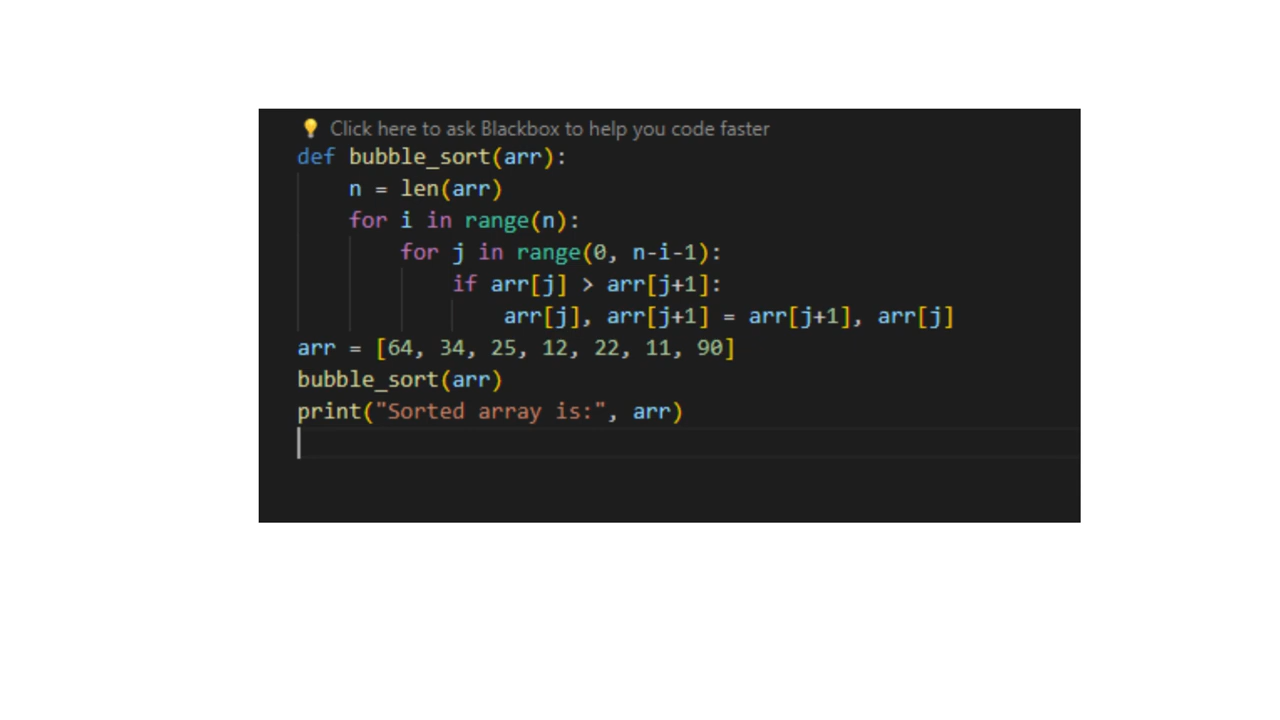 Click here to ask Blackbox to help you code faster
def bubble_sort(arr):
    n = len(arr)
    for i in range(n):
        for j in range(0, n-i-1):
            if arr[j] > arr[j+1]:
                arr[j], arr[j+1] = arr[j+1], arr[j]
arr = [64, 34, 25, 12, 22, 11, 90]
bubble_sort(arr)
print("Sorted array is:", arr)